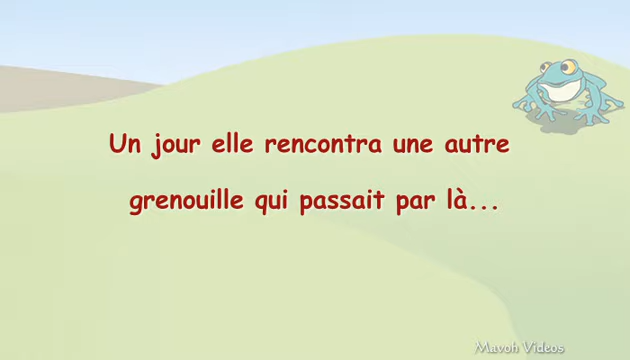 Un jour elle rencontra une autre
grenouille qui passait par là...
Mavoh Videos